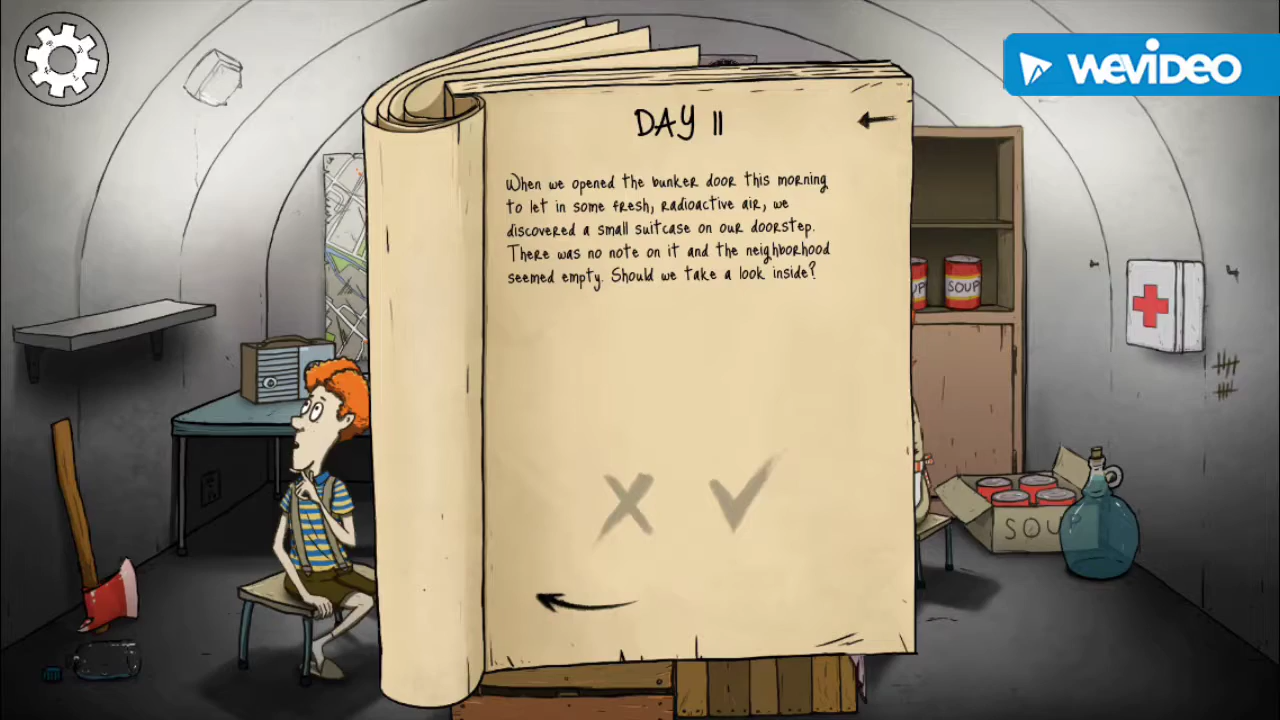 WEVIDEO
DAY 11
When we opened the bunker door this morning
to let in some fresh, radioactive air, we
discovered a small suitcase on our doorstep.
There was no note on it and the neighborhood
seemed empty. Should we take a look inside?
UP
SOUP
SOUP